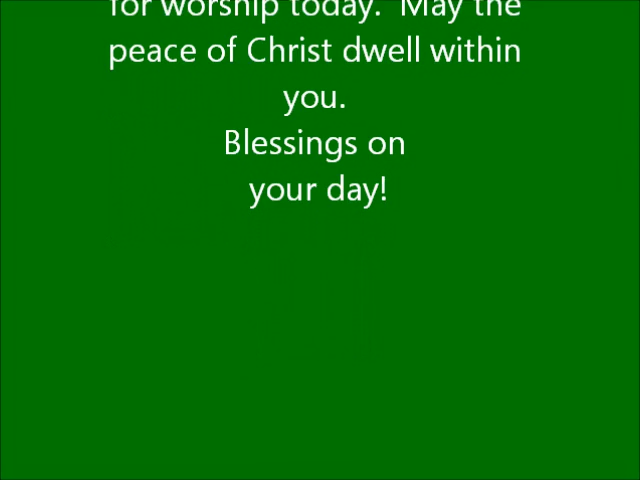 for worship today.  May the
peace of Christ dwell within
you.
Blessings on
your day!